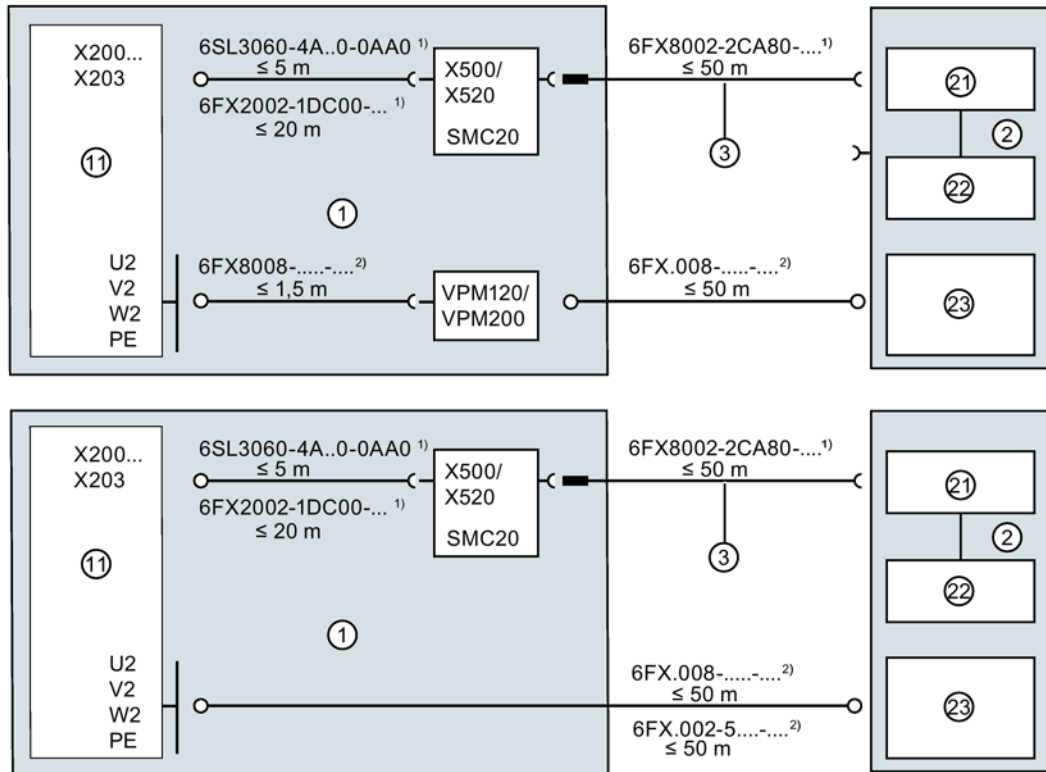 X200...
X203
11
6SL3060-4A..0-0AA0 1)
≤ 5 m
6FX2002-1DC00-... 1)
≤ 20 m
X500/
X520
SMC20
1
6FX8002-2CA80-....1)
≤ 50 m
3
21
2
22
U2
V2
W2
PE
6FX8008-.....-....2)
≤ 1,5 m
VPM120/
VPM200
6FX.008-.....-....2)
≤ 50 m
23
X200...
X203
11
6SL3060-4A..0-0AA0 1)
≤ 5 m
6FX2002-1DC00-... 1)
≤ 20 m
X500/
X520
SMC20
1
6FX8002-2CA80-....1)
≤ 50 m
3
21
2
22
U2
V2
W2
PE
6FX.008-.....-....2)
≤ 50 m
6FX.002-5....-....2)
≤ 50 m
23